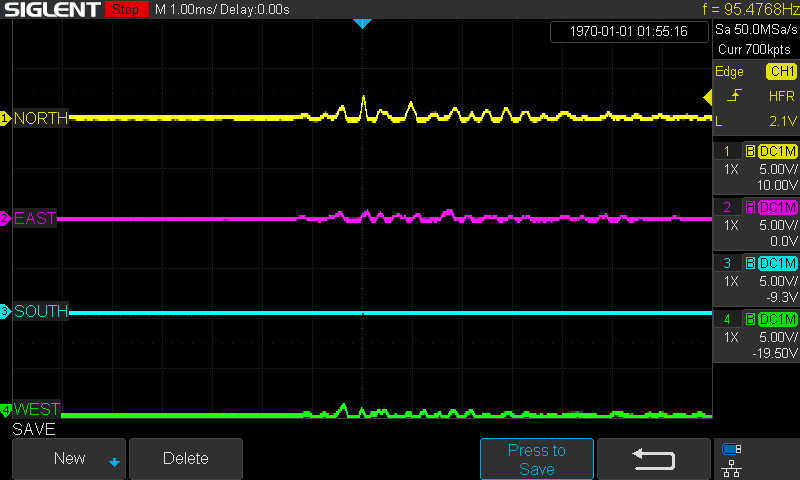 SIGLENT Stop M 1.00ms/ Delay:0.00s f = 95.4768Hz
1970-01-01 01:55:16
Sa 50.0MSa/s
Curr 700kpts
Edge CH1
HFR
L 2.1V
1 B DC1M
1X 5.00V/
10.00V
2 B DC1M
1X 5.00V/
0.0V
3 B DC1M
1X 5.00V/
-9.3V
4 B DC1M
1X 5.00V/
-19.50V
1 NORTH
2 EAST
3 SOUTH
4 WEST
SAVE
New
Delete
Press to
Save